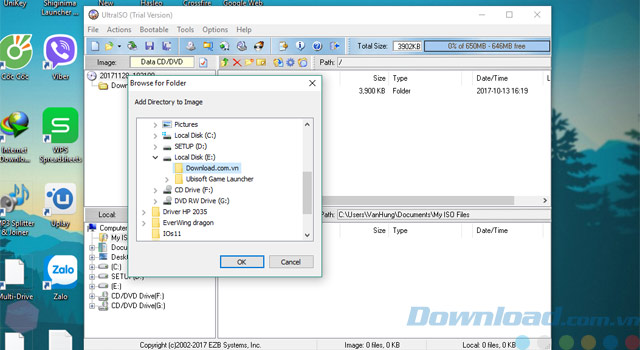 UniKey
Shiginima
Launcher ...
New
Hasleo
Crossfire
Google Web
UltraISO (Trial Version)
File Actions Bootable Tools Options Help
Total Size: 3902KB 0% of 650MB - 646MB free
Image: Data CD/DVD Path: /
Size Type Date/Time
3,900 KB Folder 2017-10-13 16:19
Browse for Folder
Add Directory to Image
Pictures
Local Disk (C:)
SETUP (D:)
Local Disk (E:)
Download.com.vn
Ubisoft Game Launcher
CD Drive (F:)
DVD RW Drive (G:)
Driver HP 2035
EverWing dragon
IOs11
OK Cancel
Local: Path: C:\Users\VanHung\Documents\My ISO Files
Size Type Date/Time
Computer
My IS
Docum
Deskt
(C:)
SETUP(D:)
(E:)
CD/DVD Drive(F:)
CD/DVD Drive(G:)
Copyright (c)2002-2017 EZB Systems, Inc. Image: 0 files, 0 KB Local: 0 files, 0 KB
Cốc Cốc
Viber
Internet
Downlo...
WPS
Spreadsheets
MP3 Splitter
& Joiner
Uplay
Multi-Drive
Zalo
Download.com.vn